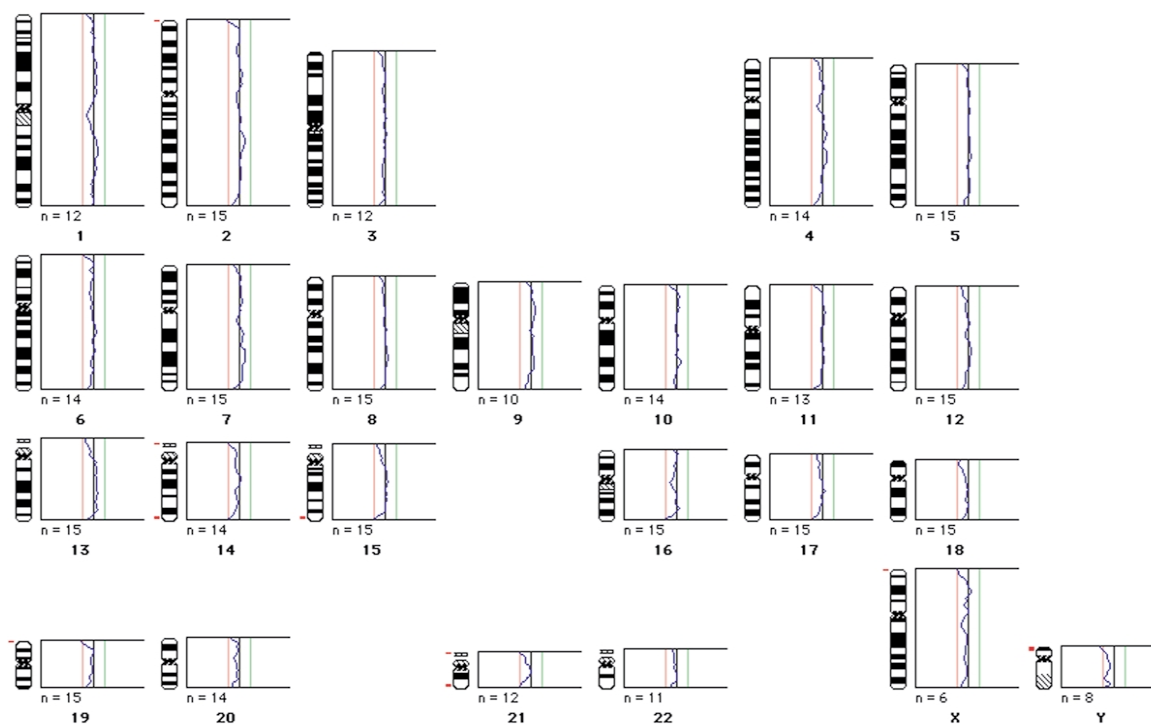 n = 12 n = 15 n = 12 n = 14 n = 15
1 2 3 4 5
n = 14 n = 15 n = 15 n = 10 n = 14 n = 13 n = 15
6 7 8 9 10 11 12
n = 15 n = 14 n = 15 n = 15 n = 15 n = 15
13 14 15 16 17 18
n = 15 n = 14 n = 12 n = 11 n = 6 n = 8
19 20 21 22 X Y